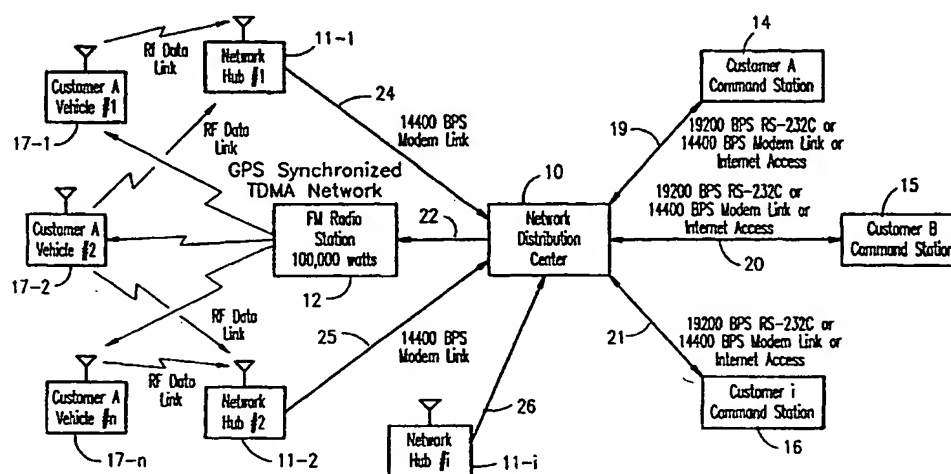 RF Data
Link
Customer A
Vehicle #1
17-1
Network
Hub #1
11-1
24
14400 BPS
Modem Link
RF Data
Link
GPS Synchronized
TDMA Network
Customer A
Vehicle #2
17-2
FM Radio
Station
100,000 watts
12
22
10
Network
Distribution
Center
14
Customer A
Command Station
19
19200 BPS RS-232C or
14400 BPS Modem Link or
Internet Access
19200 BPS RS-232C or
14400 BPS Modem Link or
Internet Access
20
15
Customer B
Command Station
RF Data
Link
25
14400 BPS
Modem Link
21
19200 BPS RS-232C or
14400 BPS Modem Link or
Internet Access
RF Data
Link
Customer A
Vehicle #n
17-n
Network
Hub #2
11-2
26
Network
Hub #i
11-i
Customer i
Command Station
16